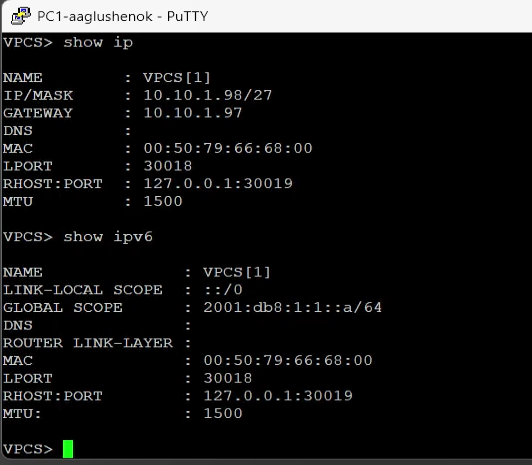 PC1-aaglushenok - PuTTY
VPCS> show ip
NAME : VPCS[1]
IP/MASK : 10.10.1.98/27
GATEWAY : 10.10.1.97
DNS :
MAC : 00:50:79:66:68:00
LPORT : 30018
RHOST:PORT : 127.0.0.1:30019
MTU : 1500
VPCS> show ipv6
NAME : VPCS[1]
LINK-LOCAL SCOPE : ::/0
GLOBAL SCOPE : 2001:db8:1:1::a/64
DNS :
ROUTER LINK-LAYER :
MAC : 00:50:79:66:68:00
LPORT : 30018
RHOST:PORT : 127.0.0.1:30019
MTU: : 1500
VPCS>